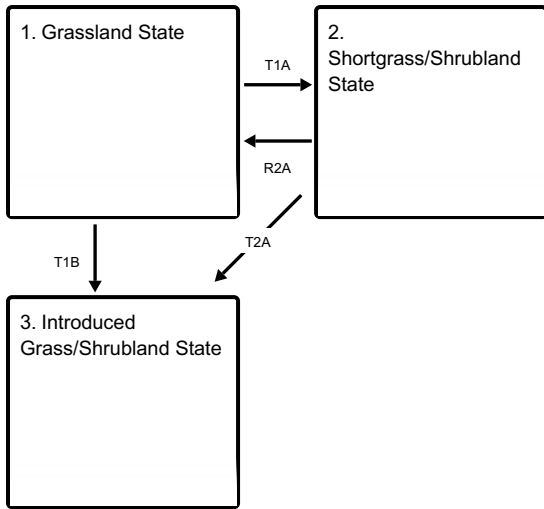 1. Grassland State
2.
Shortgrass/Shrubland
State
T1A
R2A
T2A
T1B
3. Introduced
Grass/Shrubland State